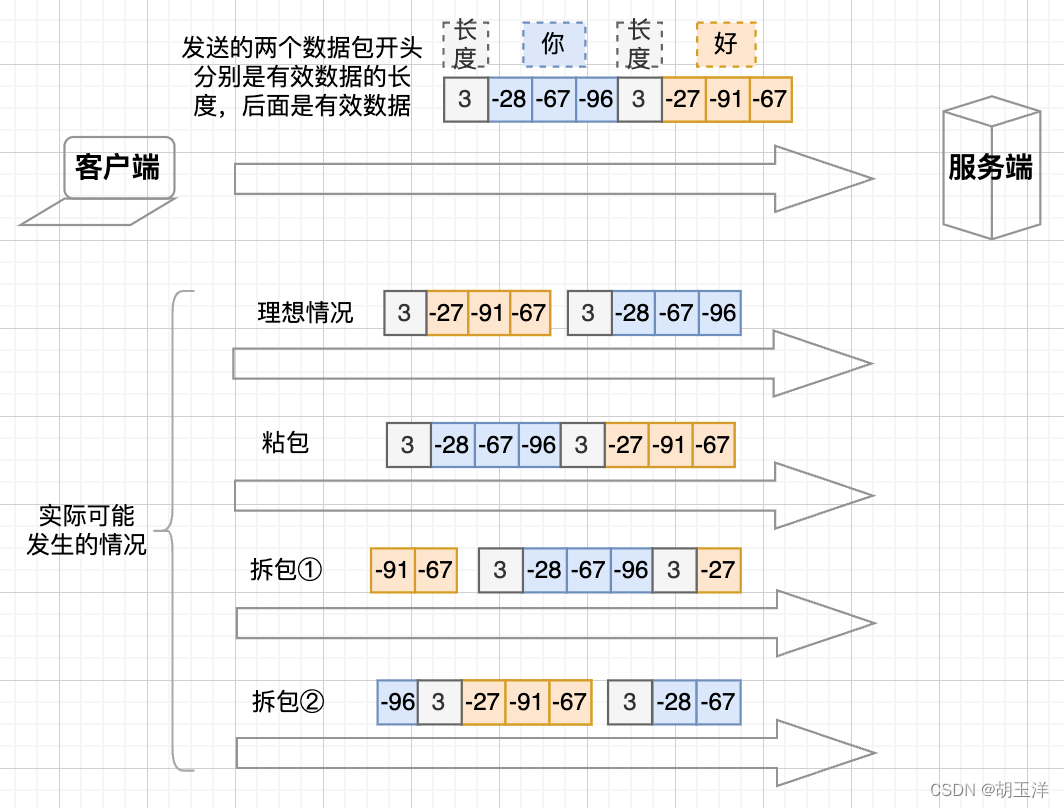 发送的两个数据包开头
分别是有效数据的长
度，后面是有效数据
长度 你 长度 好
3 -28 -67 -96 3 -27 -91 -67
客户端
服务端
理想情况 3 -27 -91 -67 3 -28 -67 -96
粘包 3 -28 -67 -96 3 -27 -91 -67
实际可能
发生的情况
拆包① -91 -67 3 -28 -67 -96 3 -27
拆包② -96 3 -27 -91 -67 3 -28 -67
CSDN @胡玉洋